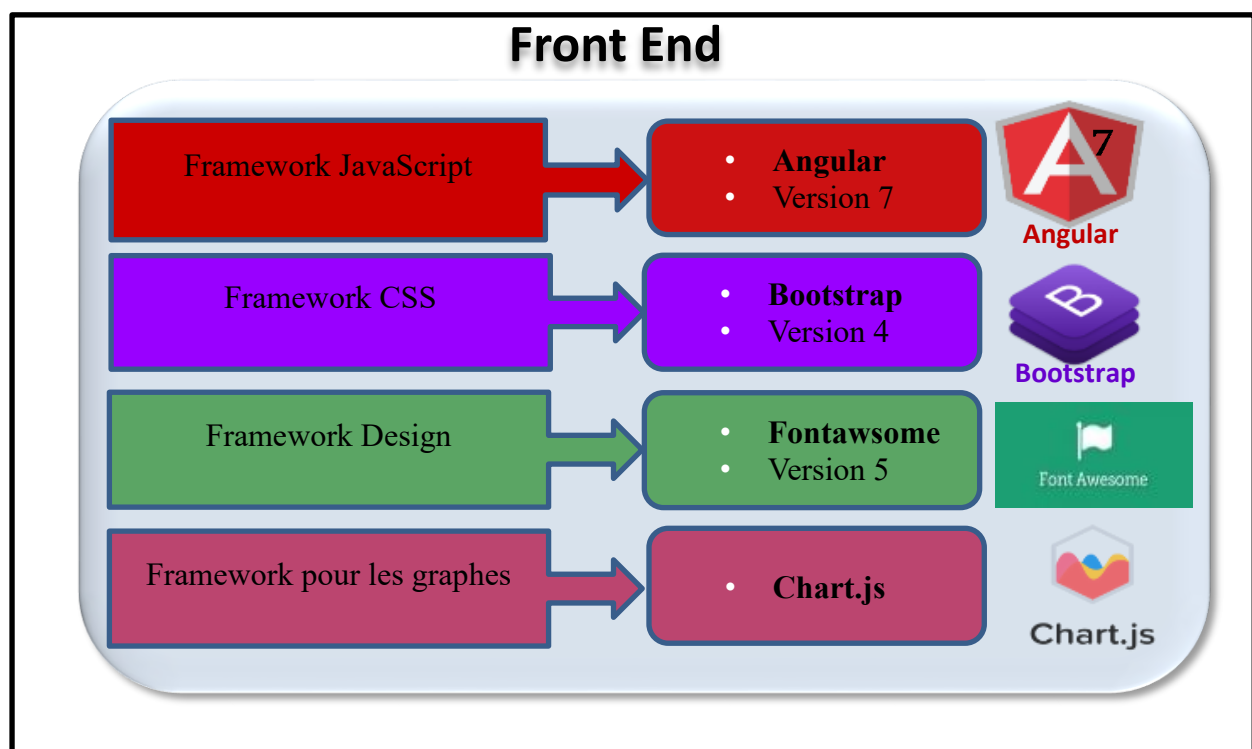 Front End
Framework JavaScript
• Angular
• Version 7
7
Angular
Framework CSS
• Bootstrap
• Version 4
B
Bootstrap
Framework Design
• Fontawsome
• Version 5
Font Awesome
Framework pour les graphes
• Chart.js
Chart.js